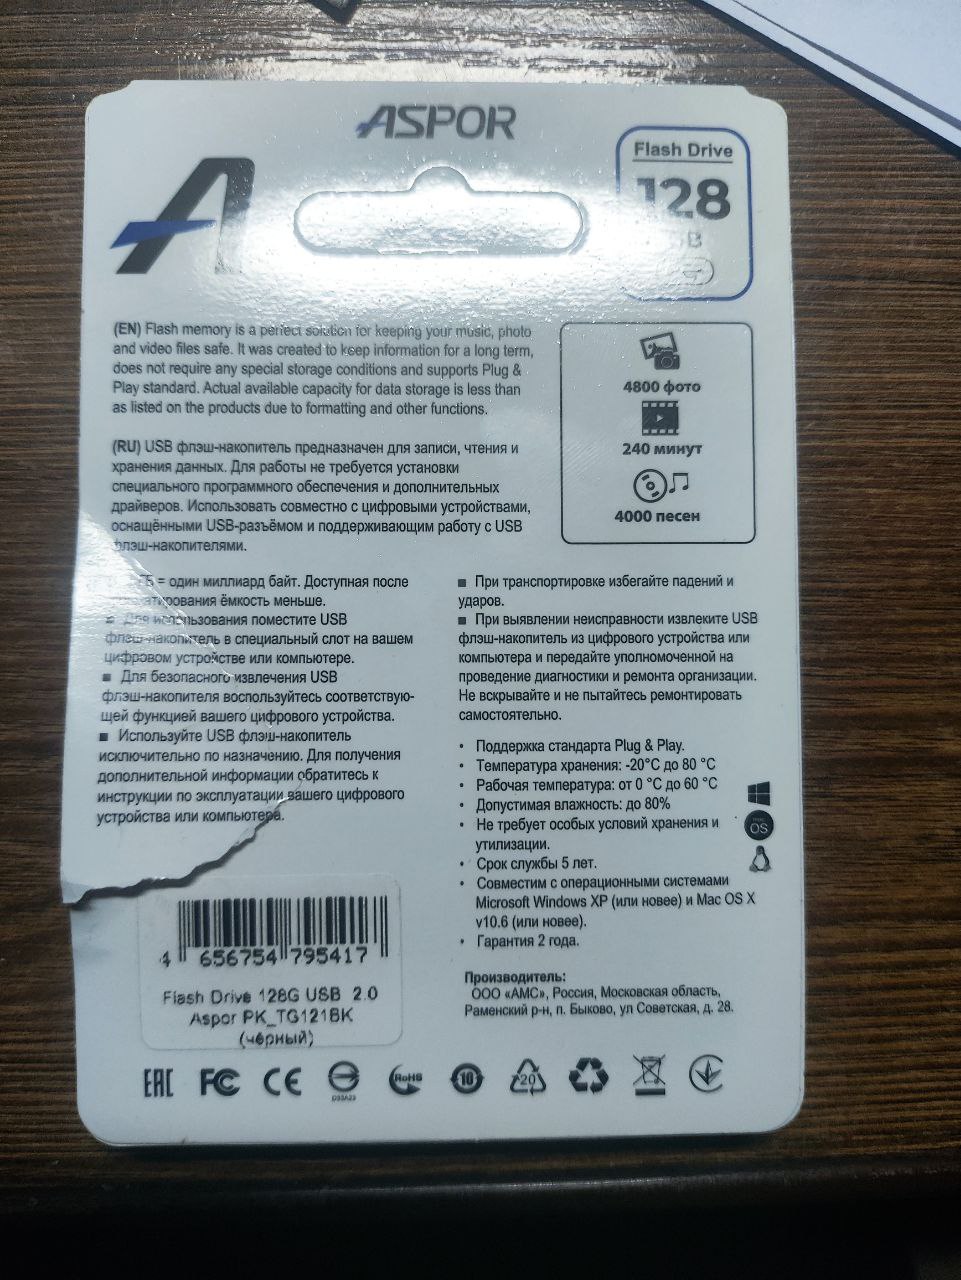 ASPOR
Flash Drive
128
(EN) Flash memory is a perfect solution for keeping your music, photo
and video files safe. It was created to keep information for a long term,
does not require any special storage conditions and supports Plug &
Play standard. Actual available capacity for data storage is less than
as listed on the products due to formatting and other functions.
4800 фото
240 минут
4000 песен
(RU) USB флэш-накопитель предназначен для записи, чтения и
хранения данных. Для работы не требуется установки
специального программного обеспечения и дополнительных
драйверов. Использовать совместно с цифровыми устройствами,
оснащёнными USB-разъёмом и поддерживающим работу с USB
флэш-накопителями.
= один миллиард байт. Доступная после
ёмкость меньше.
■ Для использования поместите USB
флэш-накопитель в специальный слот на вашем
цифровом устройстве или компьютере.
■ Для безопасного извлечения USB
флэш-накопителя воспользуйтесь соответствую-
щей функцией вашего цифрового устройства.
■ Используйте USB флэш-накопитель
исключительно по назначению. Для получения
дополнительной информации обратитесь к
инструкции по эксплуатации вашего цифрового
устройства или компьютера.
■ При транспортировке избегайте падений и
ударов.
■ При выявлении неисправности извлеките USB
флэш-накопитель из цифрового устройства или
компьютера и передайте уполномоченной на
проведение диагностики и ремонта организации.
Не вскрывайте и не пытайтесь ремонтировать
самостоятельно.
• Поддержка стандарта Plug & Play.
• Температура хранения: -20°C до 80 °C
• Рабочая температура: от 0 °C до 60 °C
• Допустимая влажность: до 80%
• Не требует особых условий хранения и
утилизации.
• Срок службы 5 лет.
• Совместим с операционными системами
Microsoft Windows XP (или новее) и Mac OS X
v10.6 (или новее).
• Гарантия 2 года.
OS
Производитель:
ООО «АМС», Россия, Московская область,
Раменский р-н, п. Быково, ул Советская, д. 28.
4 656754 795417
Flash Drive 128G USB 2.0
Aspor PK_TG121BK
(чёрный)
EAC FC CE RoHS 10 20